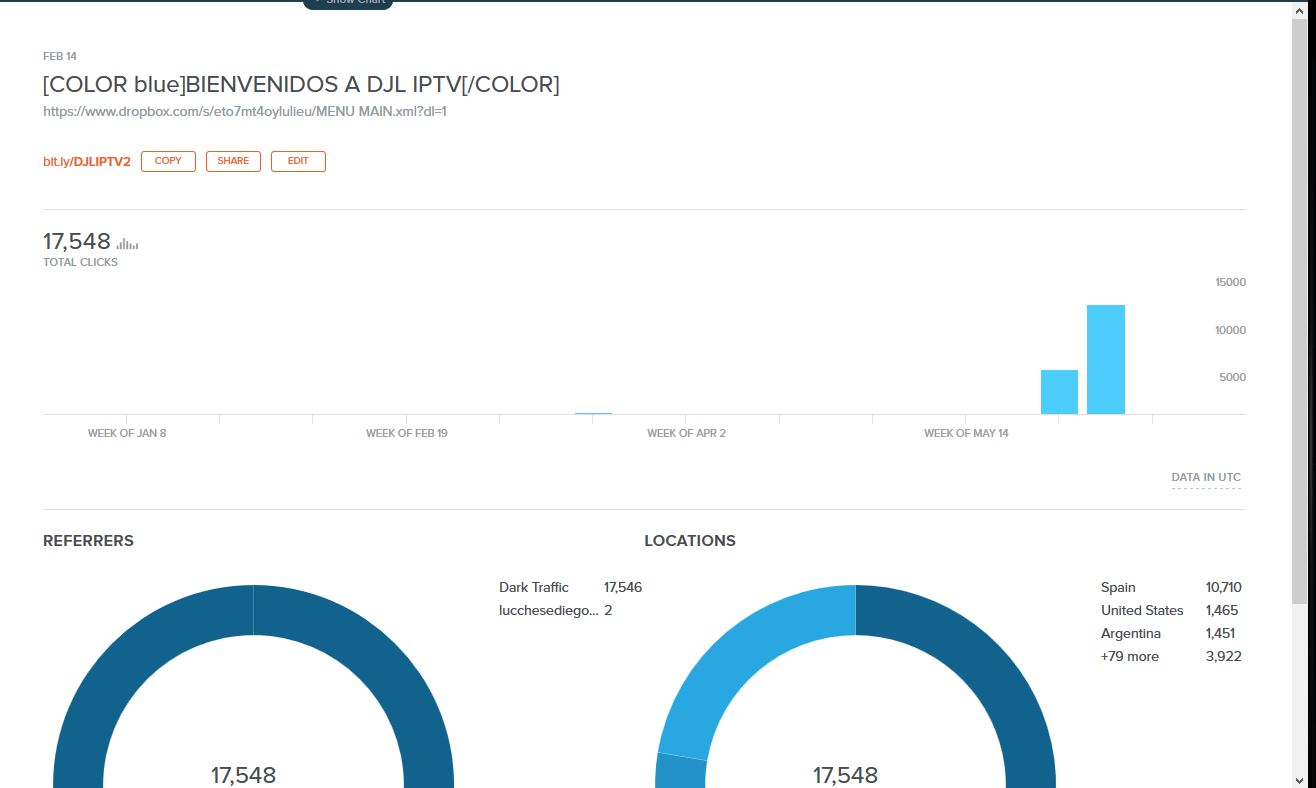 Show Chart
FEB 14
[COLOR blue]BIENVENIDOS A DJL IPTV[/COLOR]
https://www.dropbox.com/s/eto7mt4oylulieu/MENU MAIN.xml?dl=1
bit.ly/DJLIPTV2 COPY SHARE EDIT
17,548
TOTAL CLICKS
15000
10000
5000
WEEK OF JAN 8 WEEK OF FEB 19 WEEK OF APR 2 WEEK OF MAY 14
DATA IN UTC
REFERRERS
Dark Traffic 17,546
lucchesediego... 2
17,548
LOCATIONS
Spain 10,710
United States 1,465
Argentina 1,451
+79 more 3,922
17,548